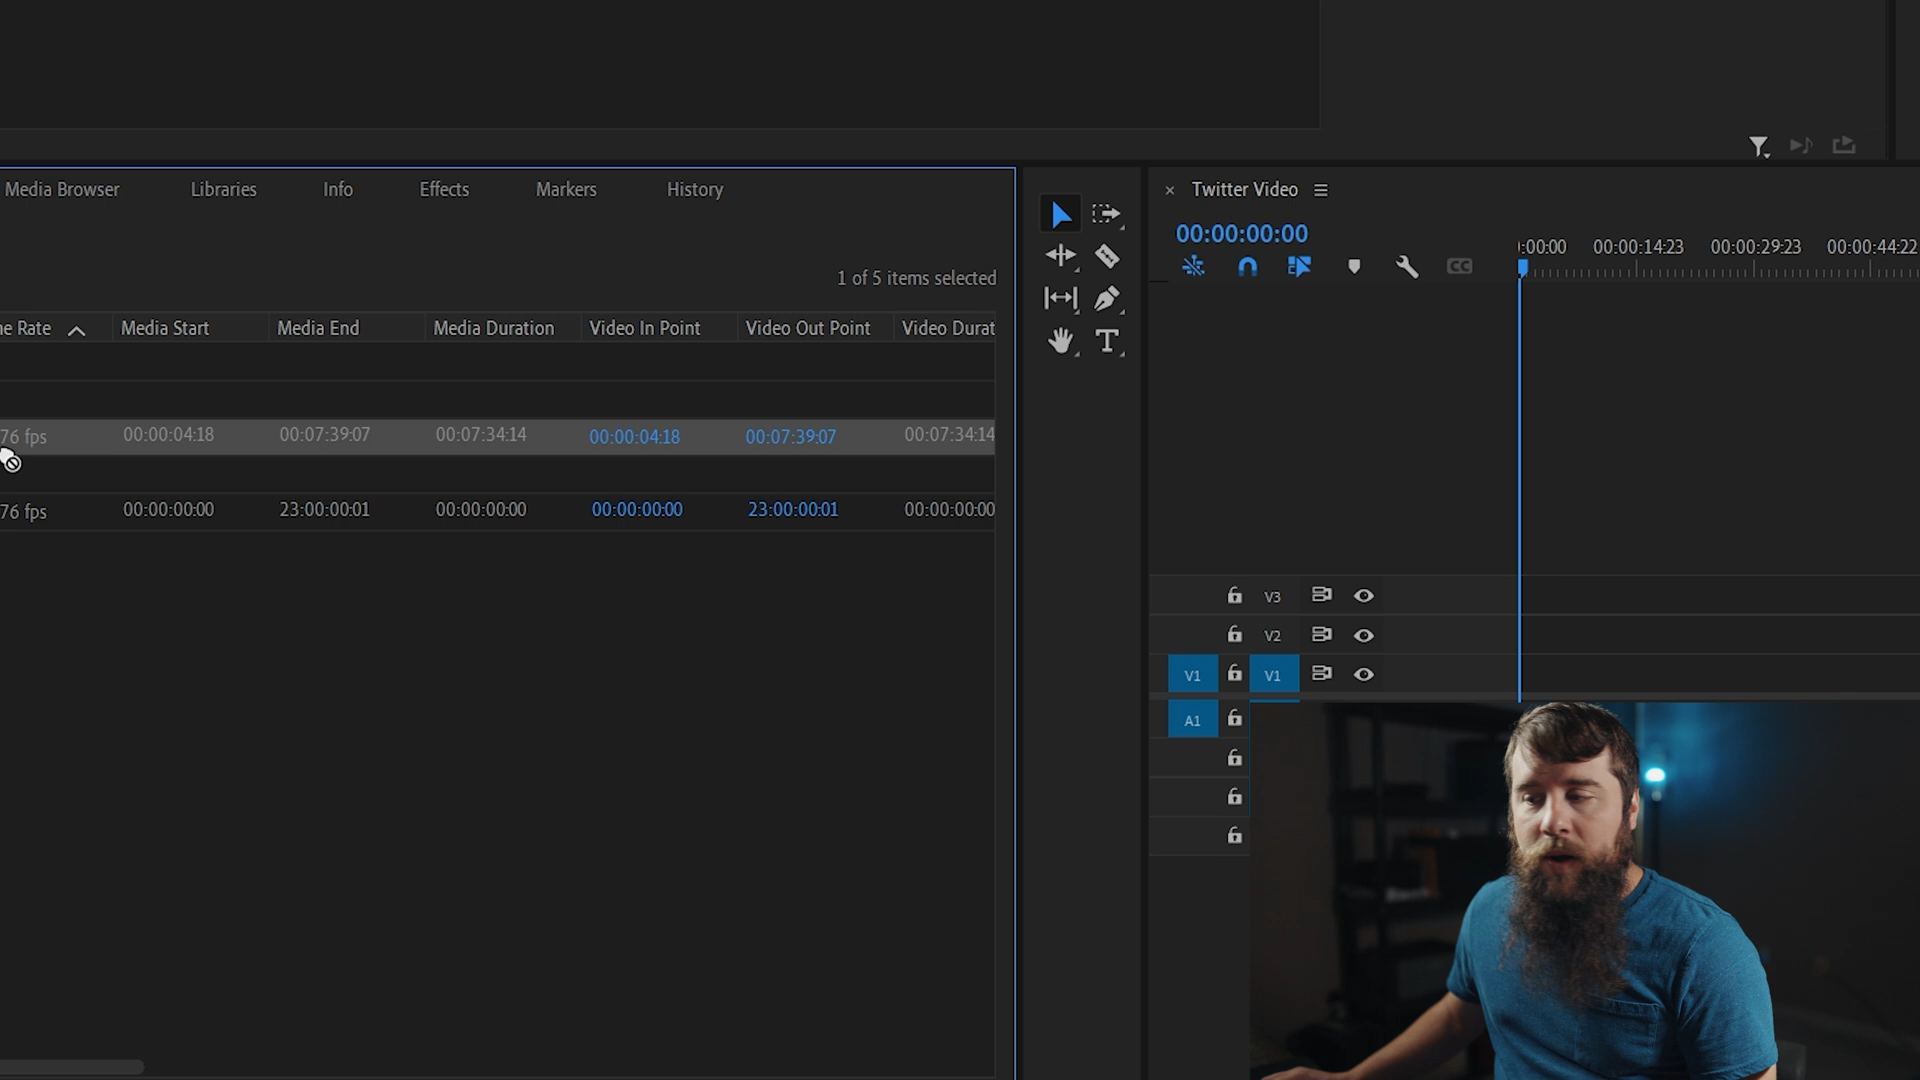 Media Browser Libraries Info Effects Markers History
1 of 5 items selected
ne Rate Media Start Media End Media Duration Video In Point Video Out Point Video Durat
76 fps 00:00:04:18 00:07:39:07 00:07:34:14 00:00:04:18 00:07:39:07 00:07:34:14
76 fps 00:00:00:00 23:00:00:01 00:00:00:00 00:00:00:00 23:00:00:01 00:00:00:00
T
× Twitter Video
00:00:00:00
:00:00 00:00:14:23 00:00:29:23 00:00:44:22
CC
V3
V2
V1 V1
A1